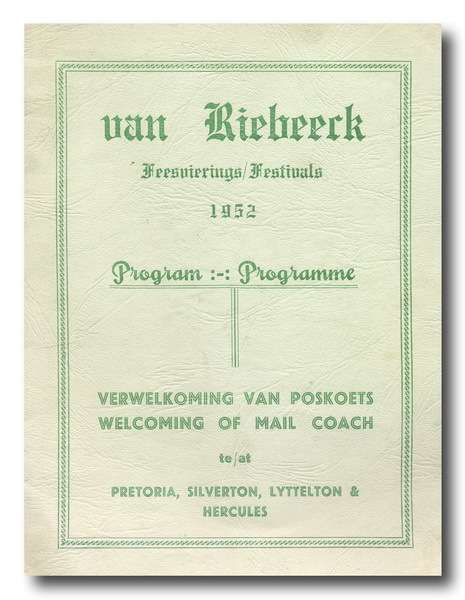 van Riebeeck
Feesvierings/Festivals
1952
Program :-: Programme
VERWELKOMING VAN POSKOETS
WELCOMING OF MAIL COACH
te/at
PRETORIA, SILVERTON, LYTTELTON &
HERCULES